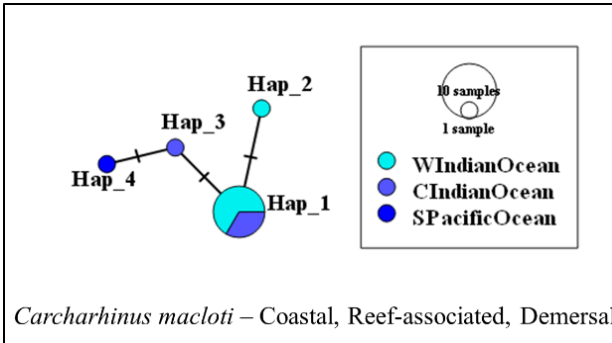 Hap_2
Hap_3
Hap_4
Hap_1
10 samples
1 sample
WIndianOcean
CIndianOcean
SPacificOcean
Carcharhinus macloti – Coastal, Reef-associated, Demersal